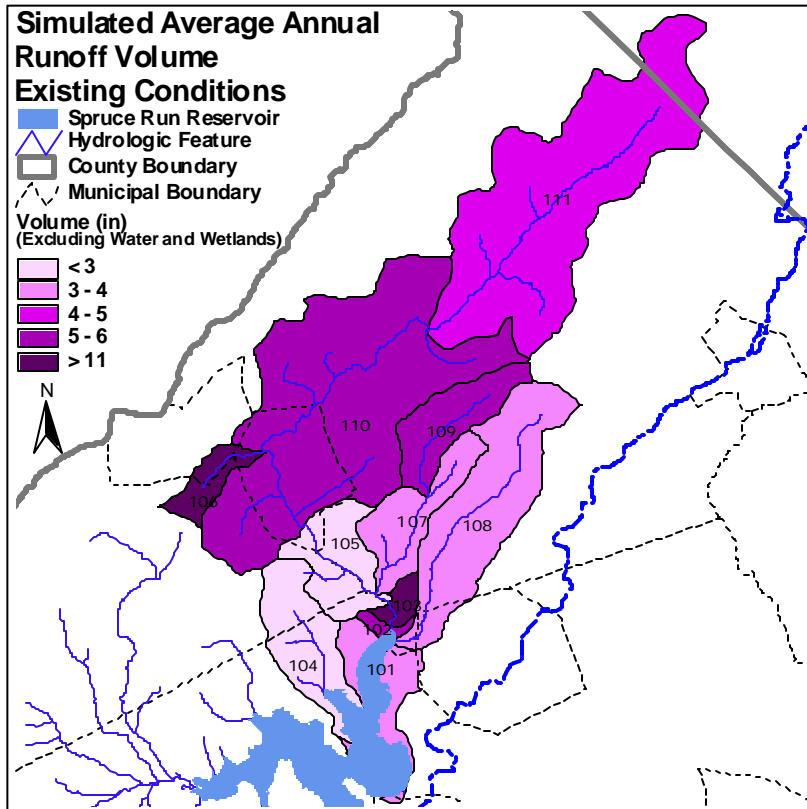 Simulated Average Annual
Runoff Volume
Existing Conditions
Spruce Run Reservoir
Hydrologic Feature
County Boundary
Municipal Boundary
Volume (in)
(Excluding Water and Wetlands)
< 3
3 - 4
4 - 5
5 - 6
> 11
N
111
110
109
106
107
108
105
103
102
104
101